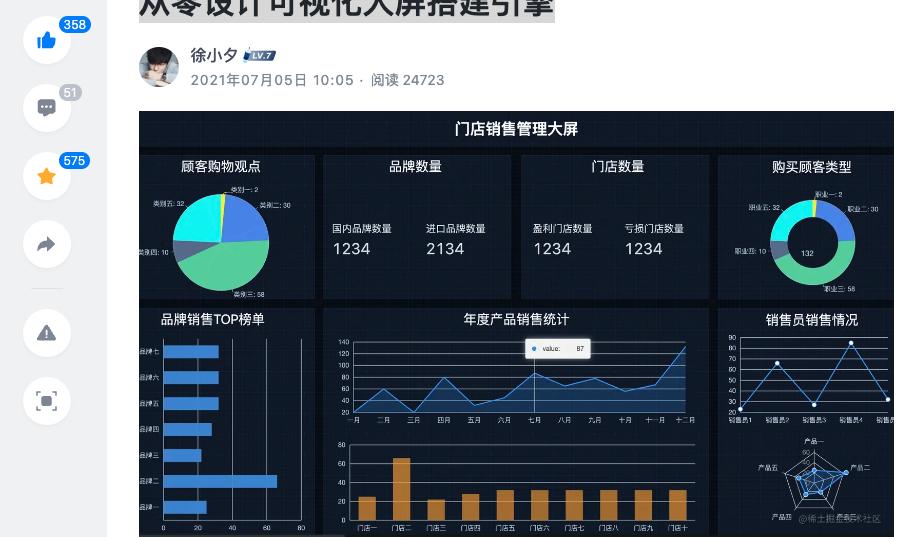 从零设计可视化大屏搭建引擎
358
徐小夕 LV.7
2021年07月05日 10:05 · 阅读 24723
51
575
门店销售管理大屏
顾客购物观点
类别一: 2
类别二: 30
类别五: 32
类别四: 10
类别三: 58
品牌数量
国内品牌数量 进口品牌数量
1234 2134
门店数量
盈利门店数量 亏损门店数量
1234 1234
购买顾客类型
职业一: 2
职业二: 30
职业五: 32
职业四: 10
132
职业三: 58
品牌销售TOP榜单
品牌七
品牌六
品牌五
品牌四
品牌三
品牌二
品牌一
0 20 40 60 80
年度产品销售统计
value: 87
140
120
100
80
60
40
20
一月 二月 三月 四月 五月 六月 七月 八月 九月 十月 十一月 十二月
80
60
40
20
0
门店一 门店二 门店三 门店四 门店五 门店六 门店七 门店八 门店九 门店十
销售员销售情况
90
80
70
60
50
40
30
20
销售员1 销售员2 销售员3 销售员4 销售员5
产品一
60
产品五 产品二
产品四
@稀土掘金技术社区